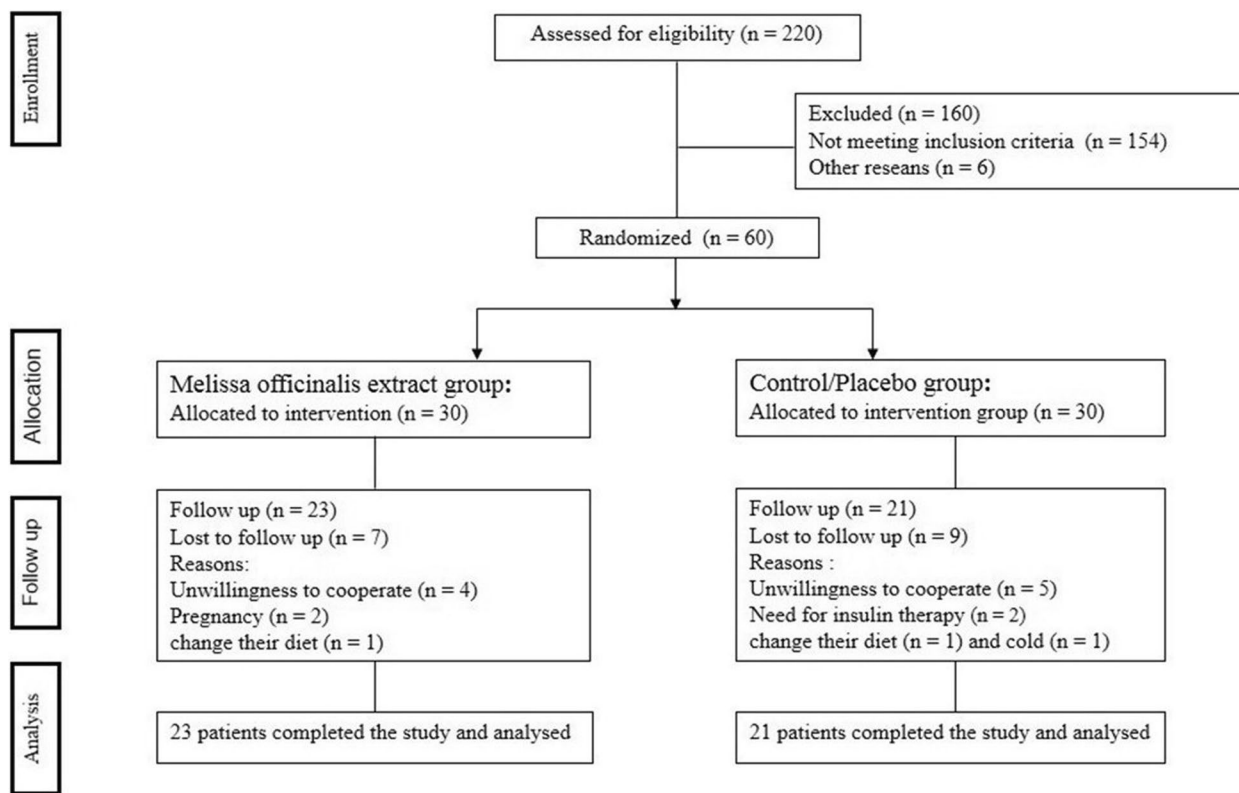 Enrollment
Assessed for eligibility (n = 220)
Excluded (n = 160)
Not meeting inclusion criteria (n = 154)
Other reseans (n = 6)
Randomized (n = 60)
Allocation
Melissa officinalis extract group:
Allocated to intervention (n = 30)
Control/Placebo group:
Allocated to intervention group (n = 30)
Follow up
Follow up (n = 23)
Lost to follow up (n = 7)
Reasons:
Unwillingness to cooperate (n = 4)
Pregnancy (n = 2)
change their diet (n = 1)
Follow up (n = 21)
Lost to follow up (n = 9)
Reasons :
Unwillingness to cooperate (n = 5)
Need for insulin therapy (n = 2)
change their diet (n = 1) and cold (n = 1)
Analysis
23 patients completed the study and analysed
21 patients completed the study and analysed